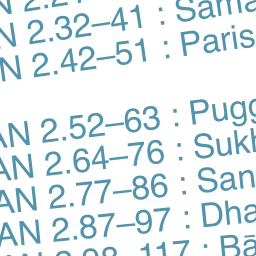 N 2.32–41 :
N 2.42–51 : Paris
AN 2.52–63 : Pugg
AN 2.64–76 : Sukh
AN 2.77–86 : San
AN 2.87–97 : Dha